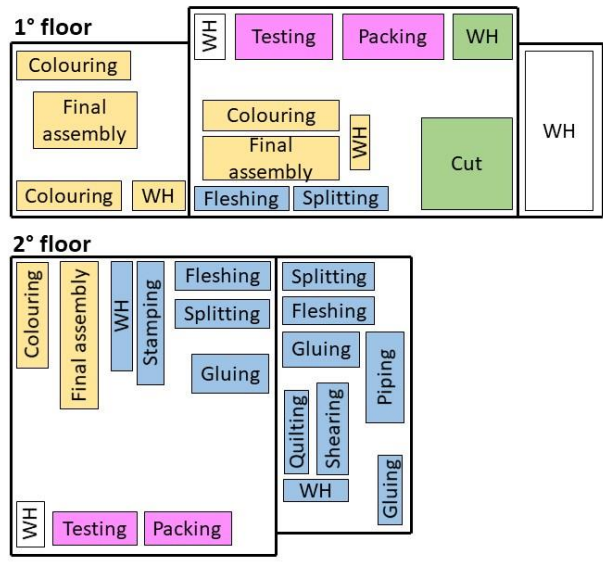 1° floor
Colouring
Final
assembly
Colouring
WH
WH
Testing
Packing
WH
Colouring
Final
assembly
WH
Fleshing
Splitting
Cut
WH
2° floor
Colouring
Final assembly
WH
Stamping
Fleshing
Splitting
Gluing
WH
Testing
Packing
Splitting
Fleshing
Gluing
Piping
Quilting
Shearing
WH
Gluing